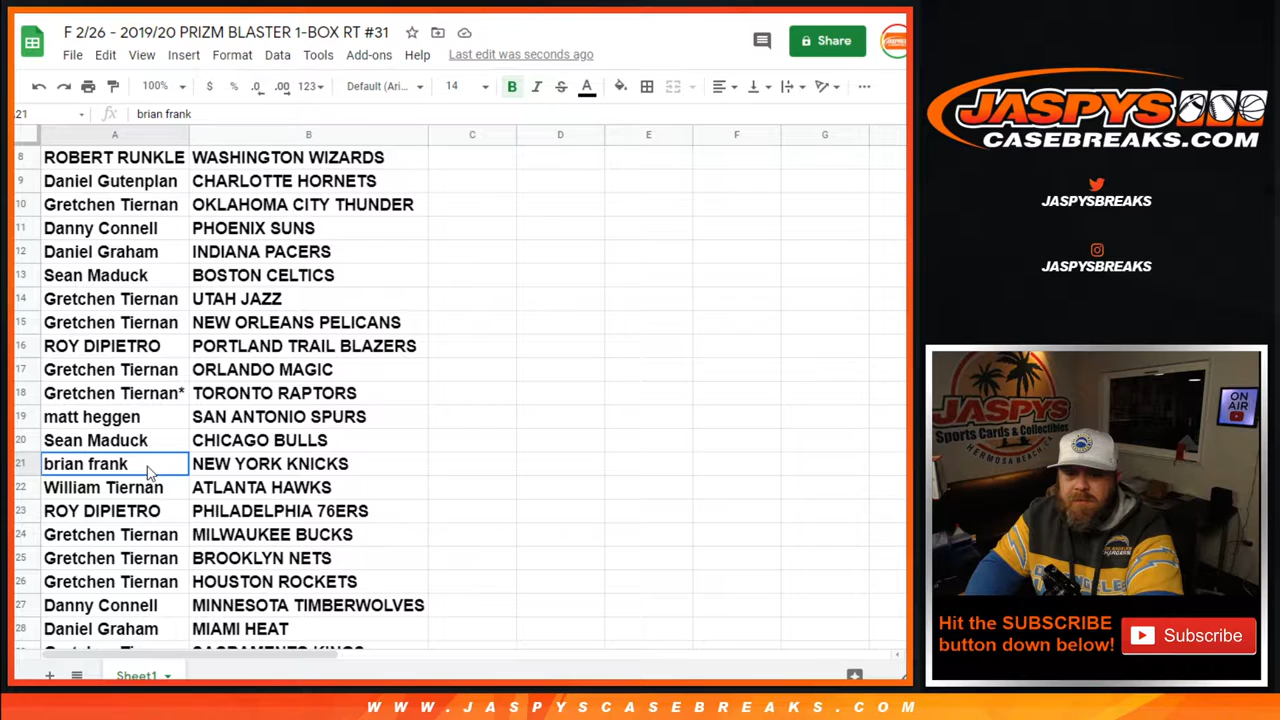 F 2/26 - 2019/20 PRIZM BLASTER 1-BOX RT #31
Share
File Edit View Insert Format Data Tools Add-ons Help Last edit was seconds ago
100% $ % .0 .00 123 Default (Ari... 14 B I S A
21 fx brian frank
A B C D E F G
8 ROBERT RUNKLE WASHINGTON WIZARDS
9 Daniel Gutenplan CHARLOTTE HORNETS
10 Gretchen Tiernan OKLAHOMA CITY THUNDER
11 Danny Connell PHOENIX SUNS
12 Daniel Graham INDIANA PACERS
13 Sean Maduck BOSTON CELTICS
14 Gretchen Tiernan UTAH JAZZ
15 Gretchen Tiernan NEW ORLEANS PELICANS
16 ROY DIPIETRO PORTLAND TRAIL BLAZERS
17 Gretchen Tiernan ORLANDO MAGIC
18 Gretchen Tiernan* TORONTO RAPTORS
19 matt heggen SAN ANTONIO SPURS
20 Sean Maduck CHICAGO BULLS
21 brian frank NEW YORK KNICKS
22 William Tiernan ATLANTA HAWKS
23 ROY DIPIETRO PHILADELPHIA 76ERS
24 Gretchen Tiernan MILWAUKEE BUCKS
25 Gretchen Tiernan BROOKLYN NETS
26 Gretchen Tiernan HOUSTON ROCKETS
27 Danny Connell MINNESOTA TIMBERWOLVES
28 Daniel Graham MIAMI HEAT
Sheet1
JASPYS
CASEBREAKS.COM
JASPYSBREAKS
JASPYSBREAKS
JASPYS
Sports Cards & Collectibles
HERMOSA BEACH, CA
ON
AIR
Hit the SUBSCRIBE
button down below!
Subscribe
WWW.JASPYSCASEBREAKS.COM